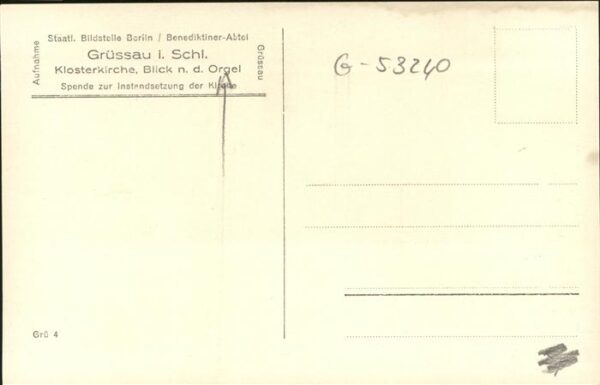 Aufnahme
Staatl. Bildstelle Berlin / Benediktiner-Abtei
Grüssau
Grüssau i. Schl.
Klosterkirche, Blick n. d. Orgel
Spende zur Instandsetzung der Kirche
G-53240
Grü 4